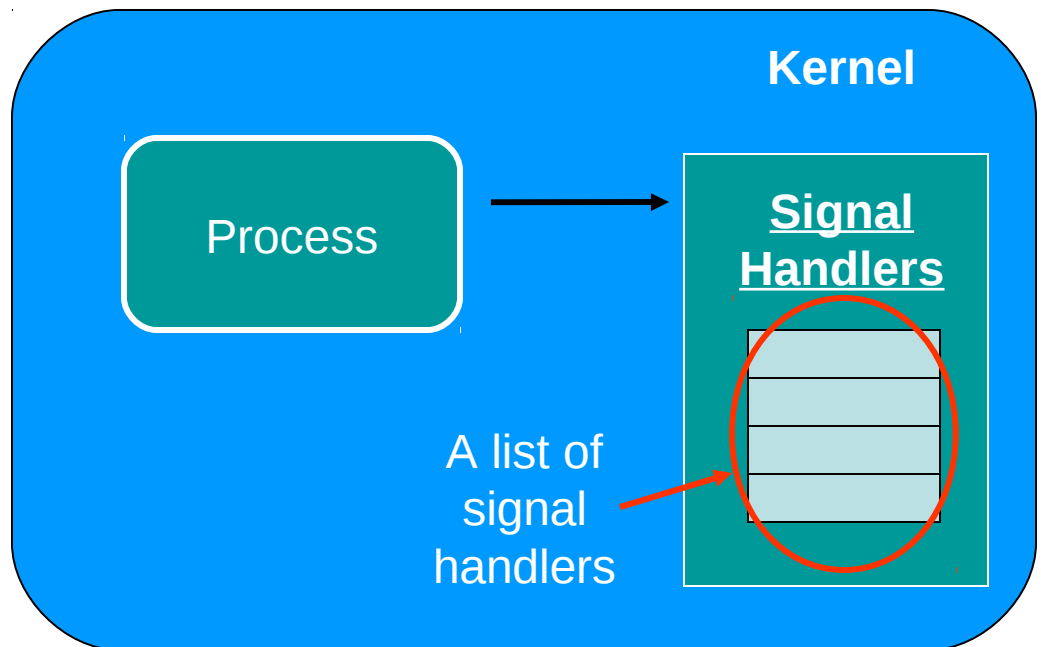 Kernel
Process
Signal
Handlers
A list of
signal
handlers